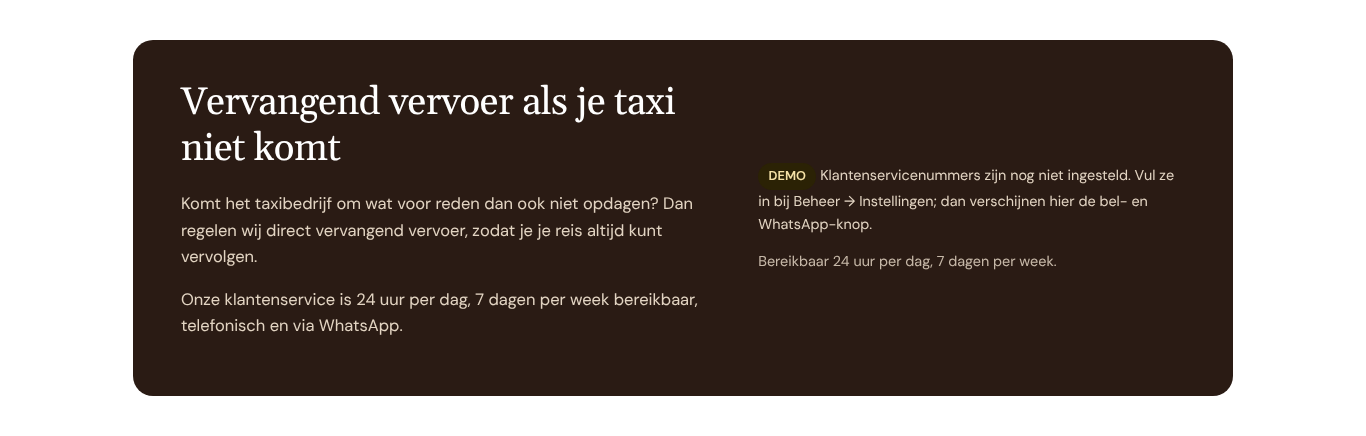 Vervangend vervoer als je taxi
niet komt
Komt het taxibedrijf om wat voor reden dan ook niet opdagen? Dan
regelen wij direct vervangend vervoer, zodat je je reis altijd kunt
vervolgen.
Onze klantenservice is 24 uur per dag, 7 dagen per week bereikbaar,
telefonisch en via WhatsApp.
DEMO Klantenservicenummers zijn nog niet ingesteld. Vul ze
in bij Beheer → Instellingen; dan verschijnen hier de bel- en
WhatsApp-knop.
Bereikbaar 24 uur per dag, 7 dagen per week.